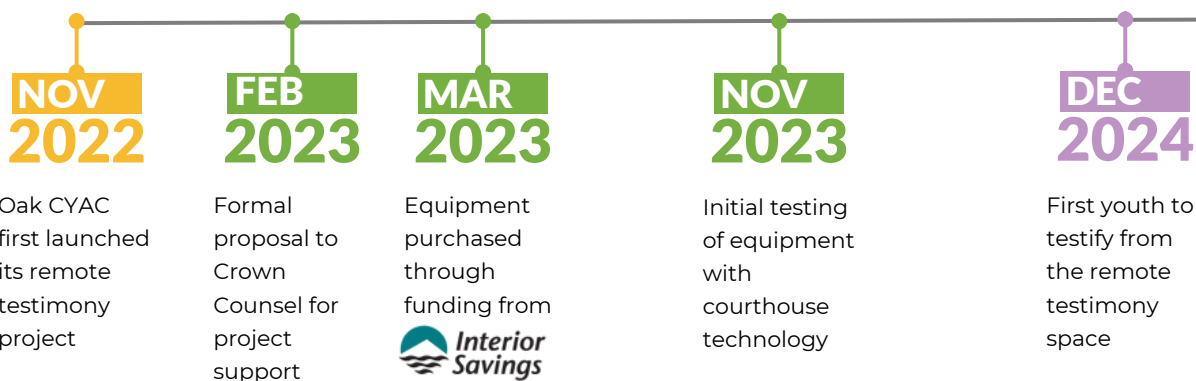 NOV
2022
Oak CYAC
first launched
its remote
testimony
project
FEB
2023
Formal
proposal to
Crown
Counsel for
project
support
MAR
2023
Equipment
purchased
through
funding from
Interior
Savings
NOV
2023
Initial testing
of equipment
with
courthouse
technology
DEC
2024
First youth to
testify from
the remote
testimony
space